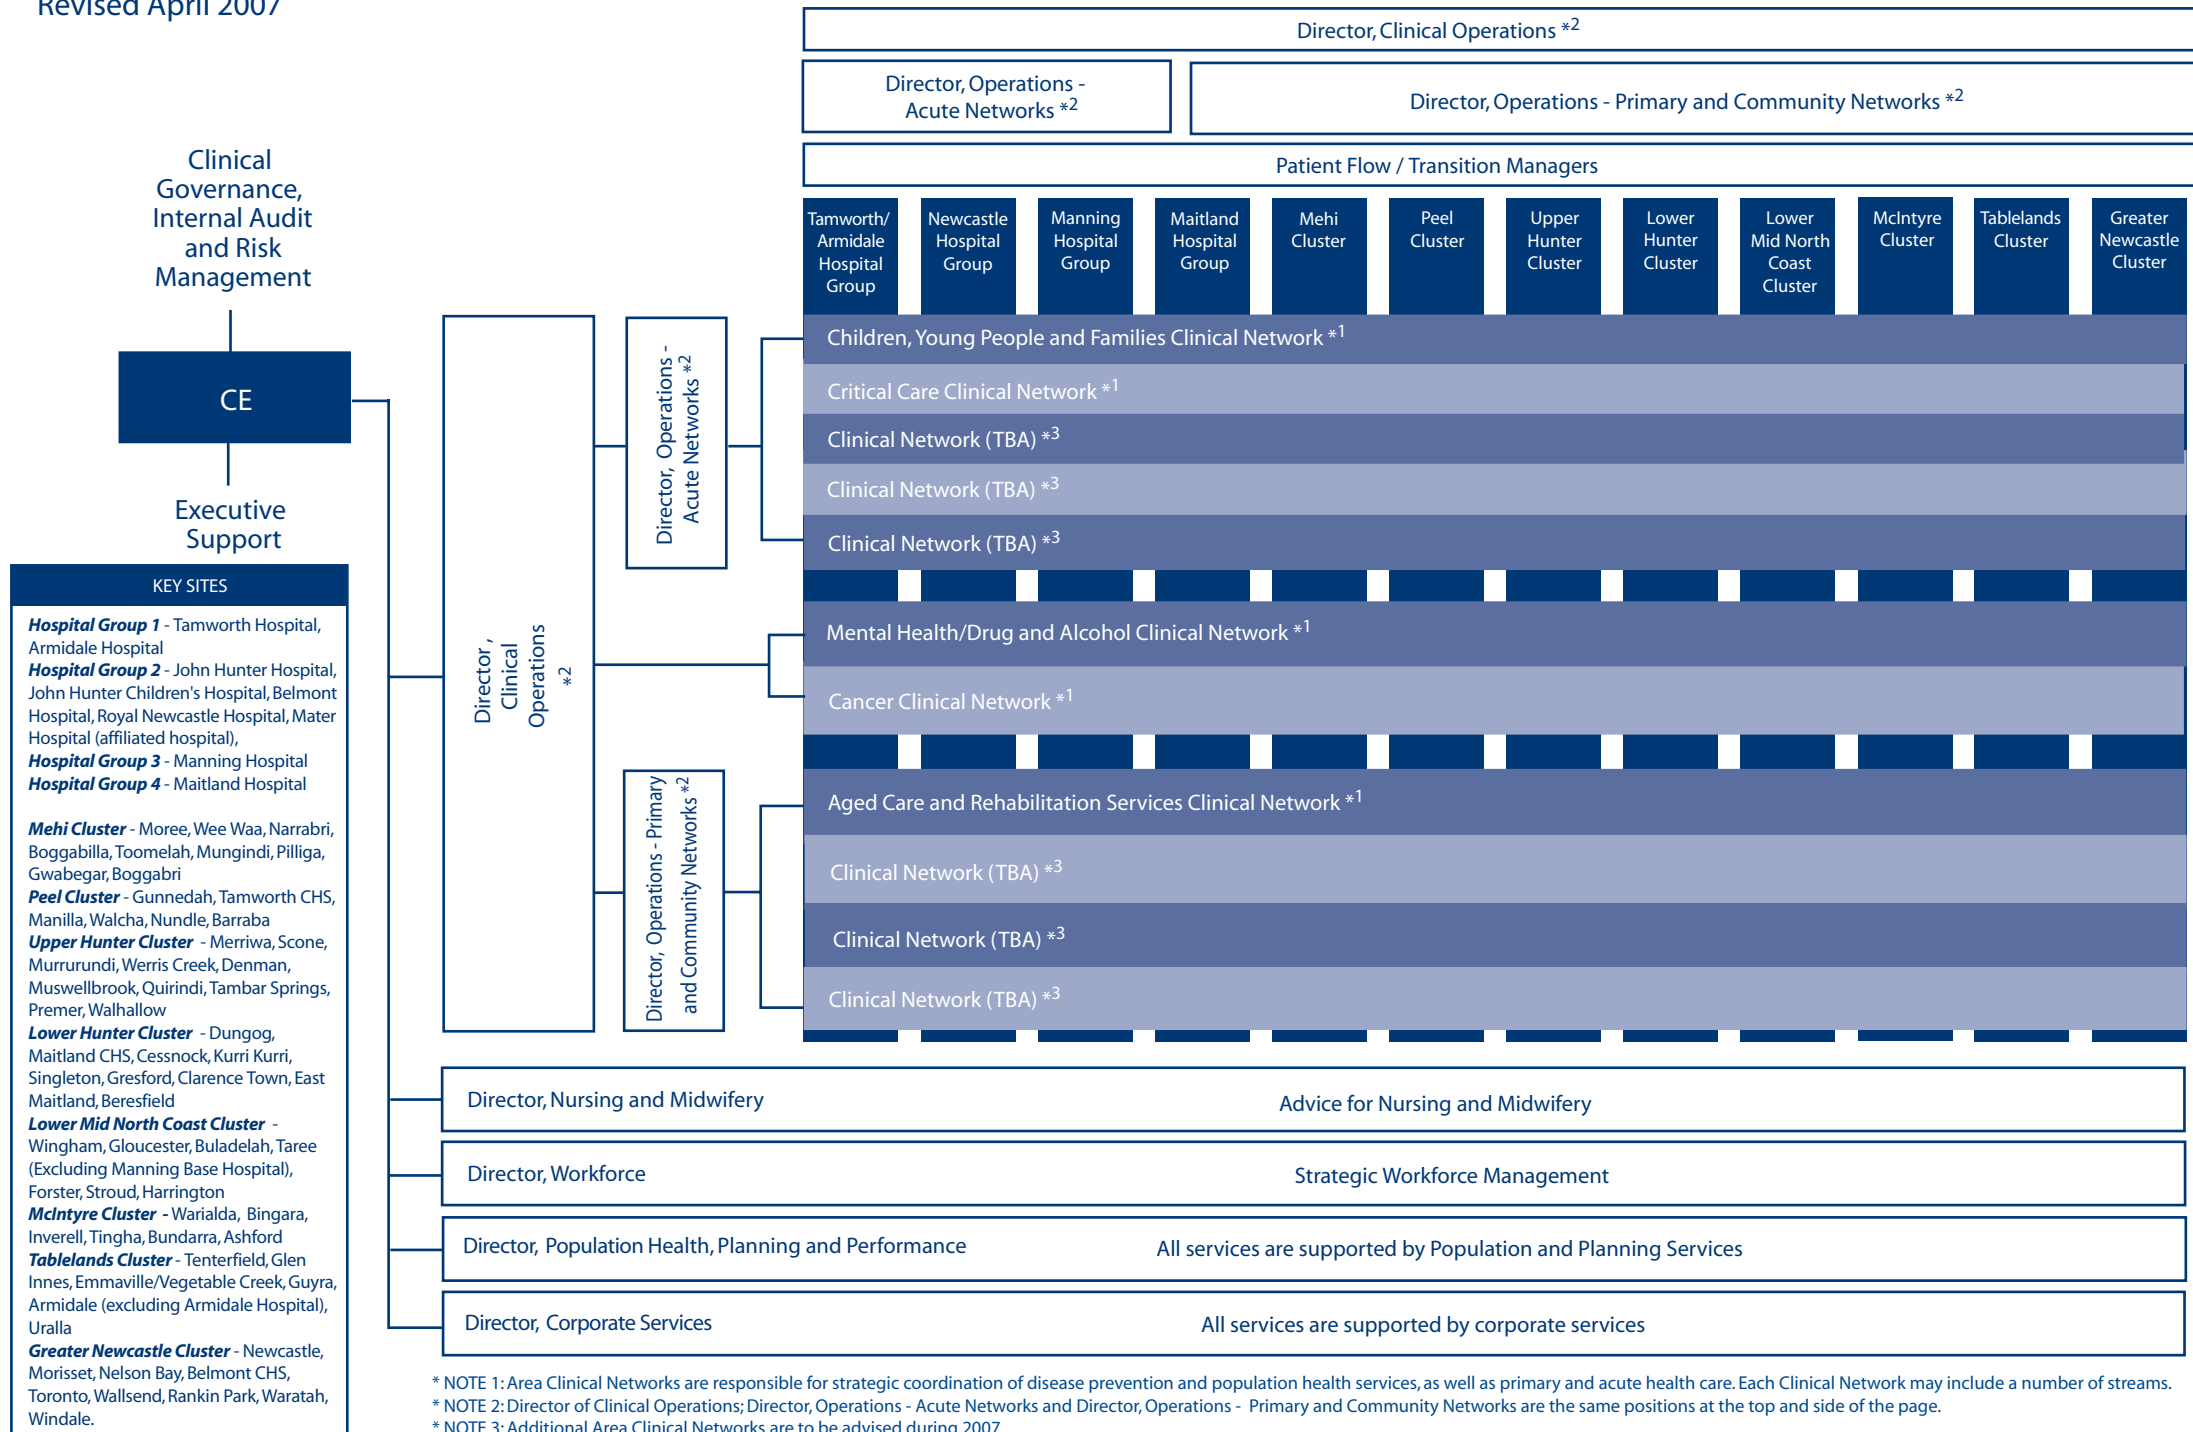 Revised April 2007
Director, Clinical Operations *2
Director, Operations -
Acute Networks *2
Director, Operations - Primary and Community Networks *2
Patient Flow / Transition Managers
Clinical
Governance,
Internal Audit
and Risk
Management
CE
Executive
Support
Tamworth/
Armidale
Hospital
Group
Newcastle
Hospital
Group
Manning
Hospital
Group
Maitland
Hospital
Group
Mehi
Cluster
Peel
Cluster
Upper
Hunter
Cluster
Lower
Hunter
Cluster
Lower
Mid North
Coast
Cluster
McIntyre
Cluster
Tablelands
Cluster
Greater
Newcastle
Cluster
Director,
Clinical
Operations
*2
Director, Operations -
Acute Networks *2
Children, Young People and Families Clinical Network *1
Critical Care Clinical Network *1
Clinical Network (TBA) *3
Clinical Network (TBA) *3
Clinical Network (TBA) *3
Mental Health/Drug and Alcohol Clinical Network *1
Cancer Clinical Network *1
Director, Operations - Primary
and Community Networks *2
Aged Care and Rehabilitation Services Clinical Network *1
Clinical Network (TBA) *3
Clinical Network (TBA) *3
Clinical Network (TBA) *3
Director, Nursing and Midwifery
Advice for Nursing and Midwifery
Director, Workforce
Strategic Workforce Management
Director, Population Health, Planning and Performance
All services are supported by Population and Planning Services
Director, Corporate Services
All services are supported by corporate services
KEY SITES
Hospital Group 1 - Tamworth Hospital,
Armidale Hospital
Hospital Group 2 - John Hunter Hospital,
John Hunter Children's Hospital, Belmont
Hospital, Royal Newcastle Hospital, Mater
Hospital (affiliated hospital),
Hospital Group 3 - Manning Hospital
Hospital Group 4 - Maitland Hospital
Mehi Cluster - Moree, Wee Waa, Narrabri,
Boggabilla, Toomelah, Mungindi, Pilliga,
Gwabegar, Boggabri
Peel Cluster - Gunnedah, Tamworth CHS,
Manilla, Walcha, Nundle, Barraba
Upper Hunter Cluster - Merriwa, Scone,
Murrurundi, Werris Creek, Denman,
Muswellbrook, Quirindi, Tambar Springs,
Premer, Walhallow
Lower Hunter Cluster - Dungog,
Maitland CHS, Cessnock, Kurri Kurri,
Singleton, Gresford, Clarence Town, East
Maitland, Beresfield
Lower Mid North Coast Cluster -
Wingham, Gloucester, Buladelah, Taree
(Excluding Manning Base Hospital),
Forster, Stroud, Harrington
McIntyre Cluster - Warialda, Bingara,
Inverell, Tingha, Bundarra, Ashford
Tablelands Cluster - Tenterfield, Glen
Innes, Emmaville/Vegetable Creek, Guyra,
Armidale (excluding Armidale Hospital),
Uralla
Greater Newcastle Cluster - Newcastle,
Morisset, Nelson Bay, Belmont CHS,
Toronto, Wallsend, Rankin Park, Waratah,
Windale.
* NOTE 1: Area Clinical Networks are responsible for strategic coordination of disease prevention and population health services, as well as primary and acute health care. Each Clinical Network may include a number of streams.
* NOTE 2: Director of Clinical Operations; Director, Operations - Acute Networks and Director, Operations - Primary and Community Networks are the same positions at the top and side of the page.
* NOTE 3: Additional Area Clinical Networks are to be advised during 2007